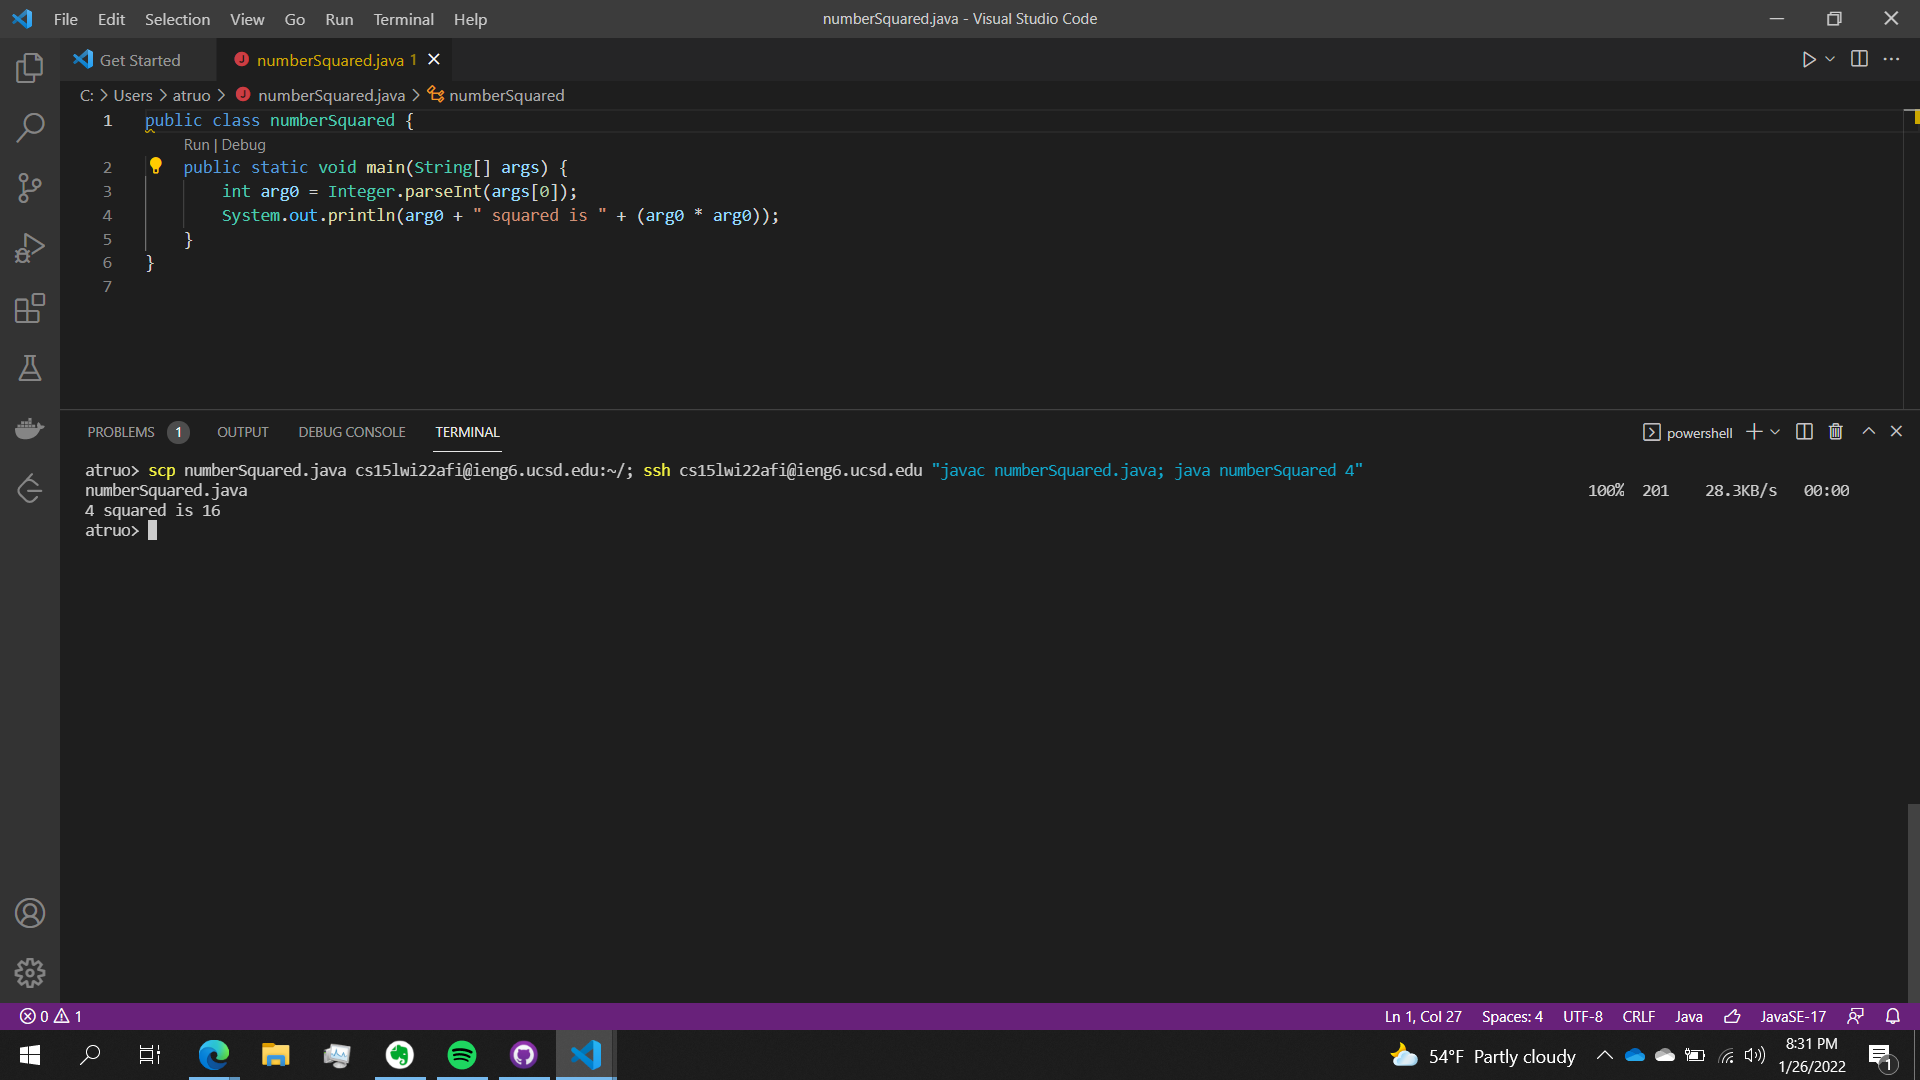 File Edit Selection View Go Run Terminal Help
numberSquared.java - Visual Studio Code
Get Started
numberSquared.java 1
C: > Users > atruo > numberSquared.java > numberSquared
1 public class numberSquared {
Run | Debug
2 public static void main(String[] args) {
3 int arg0 = Integer.parseInt(args[0]);
4 System.out.println(arg0 + " squared is " + (arg0 * arg0));
5 }
6 }
7
PROBLEMS 1 OUTPUT DEBUG CONSOLE TERMINAL
powershell
atruo> scp numberSquared.java cs15lwi22afi@ieng6.ucsd.edu:~/; ssh cs15lwi22afi@ieng6.ucsd.edu "javac numberSquared.java; java numberSquared 4"
numberSquared.java 100% 201 28.3KB/s 00:00
4 squared is 16
atruo>
0 1
Ln 1, Col 27 Spaces: 4 UTF-8 CRLF Java JavaSE-17
54°F Partly cloudy
8:31 PM
1/26/2022
1